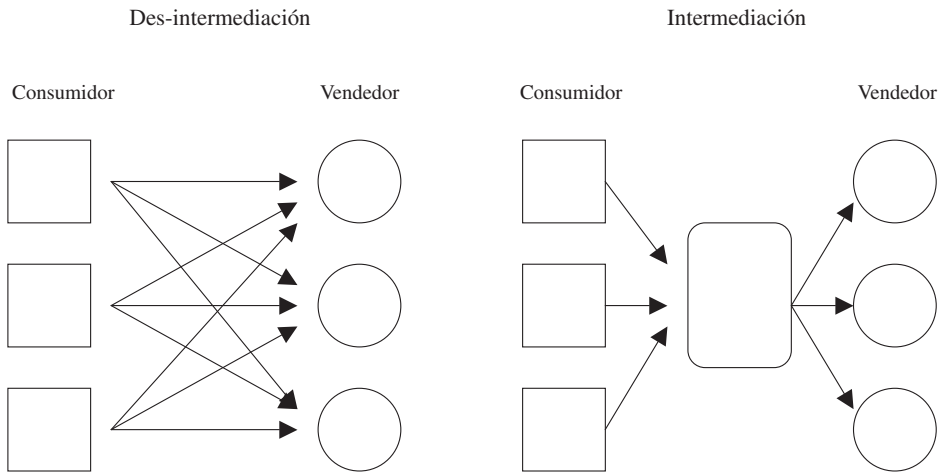 Des-intermediación
Intermediación
Consumidor
Vendedor
Consumidor
Vendedor